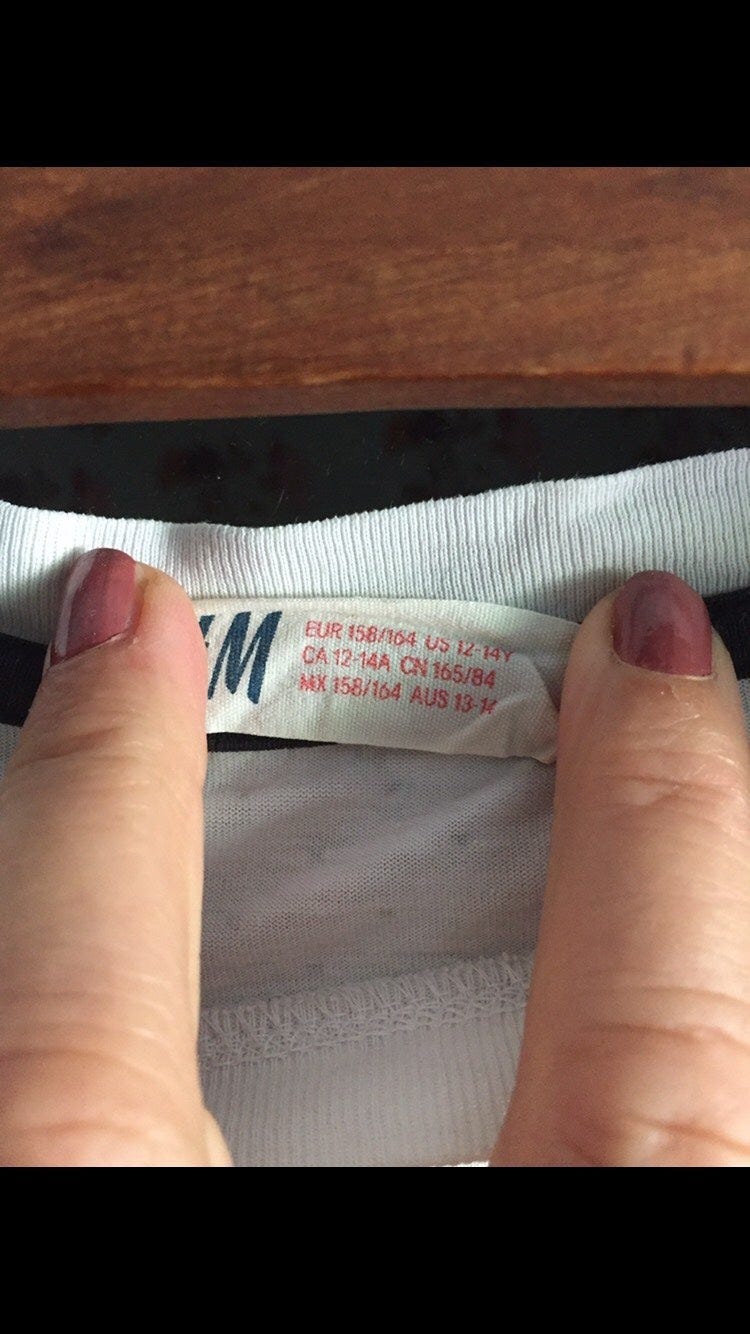 M
EUR 158/164 US 12-14Y
CA 12-14A CN 165/84
MX 158/164 AUS 13-14